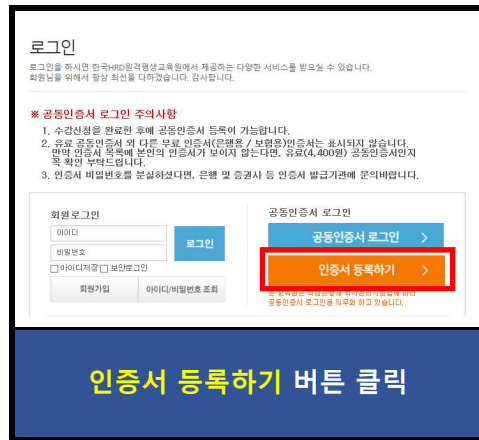 로그인
로그인을 하시면 한국HRD원격평생교육원에서 제공하는 다양한 서비스를 받으실 수 있습니다.
회원님을 위해서 항상 최선을 다하겠습니다. 감사합니다.
※ 공동인증서 로그인 주의사항
1. 수강신청을 완료한 후에 공동인증서 등록이 가능합니다.
2. 유료 공동인증서 외 다른 무료 인증서(은행용 / 보험용)인증서는 표시되지 않습니다.
만약 인증서 목록에 본인의 인증서가 보이지 않는다면, 유료(4,400원) 공동인증서인지
꼭 확인 부탁드립니다.
3. 인증서 비밀번호를 분실하셨다면, 은행 및 증권사 등 인증서 발급기관에 문의바랍니다.
회원로그인
아이디
비밀번호
로그인
아이디저장 보안로그인
회원가입 아이디/비밀번호 조회
공동인증서 로그인
공동인증서 로그인 >
인증서 등록하기 >
공동인증서 로그인을 의무화 하고 있습니다.
인증서 등록하기 버튼 클릭